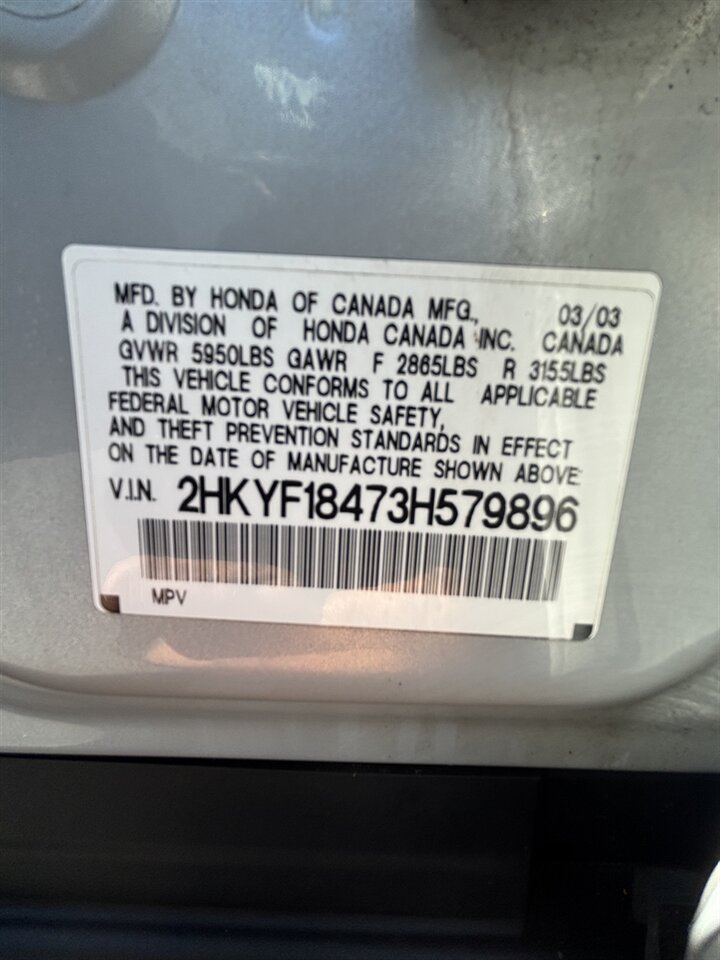 MFD. BY HONDA OF CANADA MFG., 03/03
A DIVISION OF HONDA CANADA INC. CANADA
GVWR 5950LBS GAWR F 2865LBS R 3155LBS
THIS VEHICLE CONFORMS TO ALL APPLICABLE
FEDERAL MOTOR VEHICLE SAFETY,
AND THEFT PREVENTION STANDARDS IN EFFECT
ON THE DATE OF MANUFACTURE SHOWN ABOVE.
V.I.N. 2HKYF18473H579896
MPV